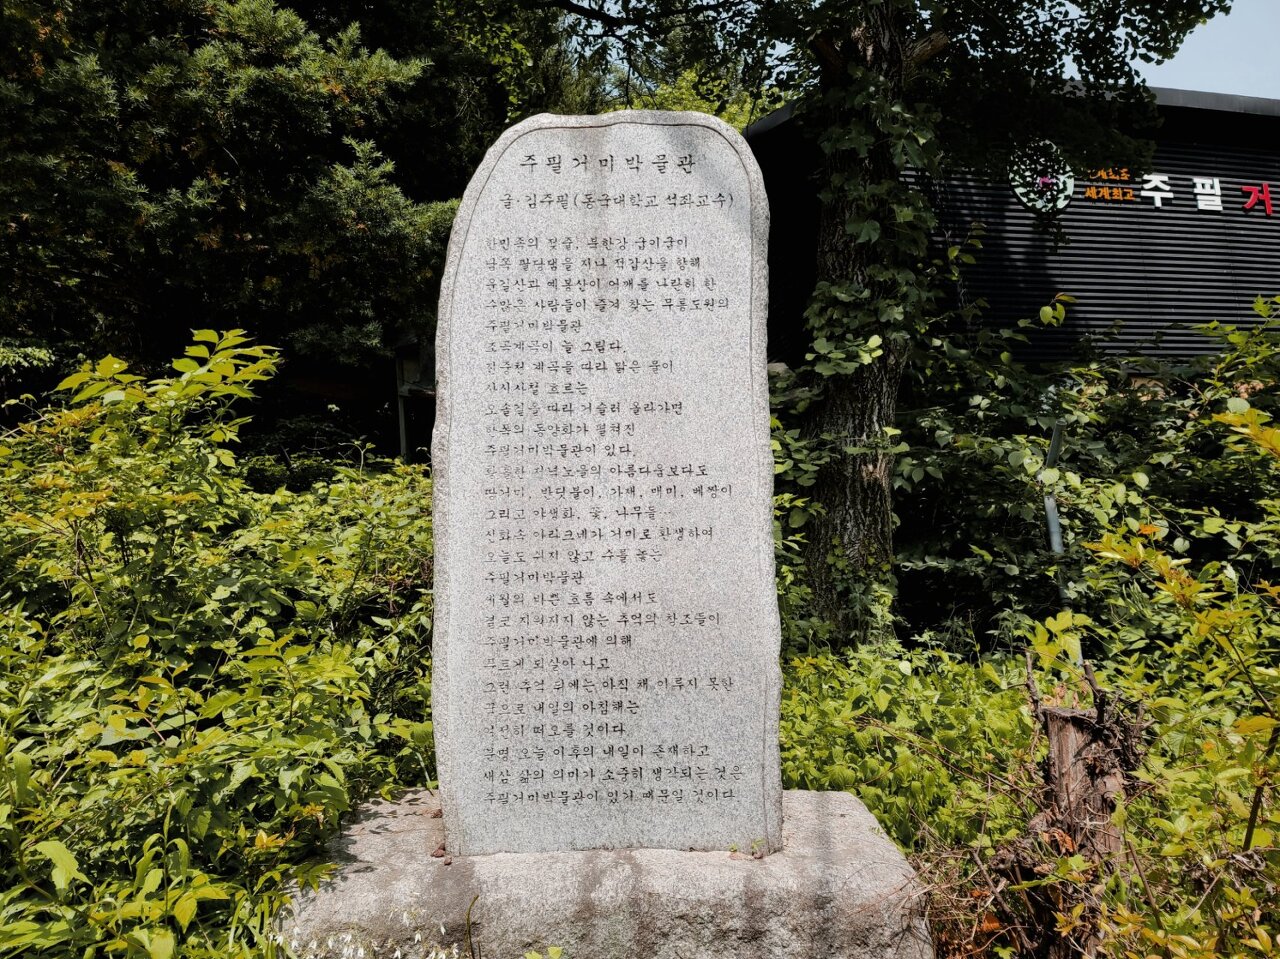 주필거미박물관
글·김주필(동국대학교 석좌교수)
한민족의 젖줄, 북한강 굽이굽이
남쪽 팔당댐을 지나 적갑산을 향해
운길산과 예봉산이 어깨를 나란히 한
수많은 사람들이 즐겨 찾는 무릉도원의
주필거미박물관
조곡계곡이 늘 그립다.
진중천 계곡을 따라 맑은 물이
사시사철 흐르는
오솔길을 따라 거슬러 올라가면
한폭의 동양화가 펼쳐진
주필거미박물관이 있다.
황홀한 저녁노을의 아름다움보다도
땅거미, 반딧불이, 가재, 매미, 베짱이
그리고 야생화, 꽃, 나무들…
신화속 아라크네가 거미로 환생하여
오늘도 쉬지 않고 수를 놓는
주필거미박물관
세월의 바쁜 흐름 속에서도
결코 지워지지 않는 추억의 창조들이
주필거미박물관에 의해
푸르게 되살아 나고
그런 추억 뒤에는 아직 채 이루지 못한
꿈으로 내일의 아침해는
떠오를 것이다.
분명 오늘 이후의 내일이 존재하고
세상 삶의 의미가 소중히 생각되는 것은
주필거미박물관이 있기 때문일 것이다
세계최고 주필거